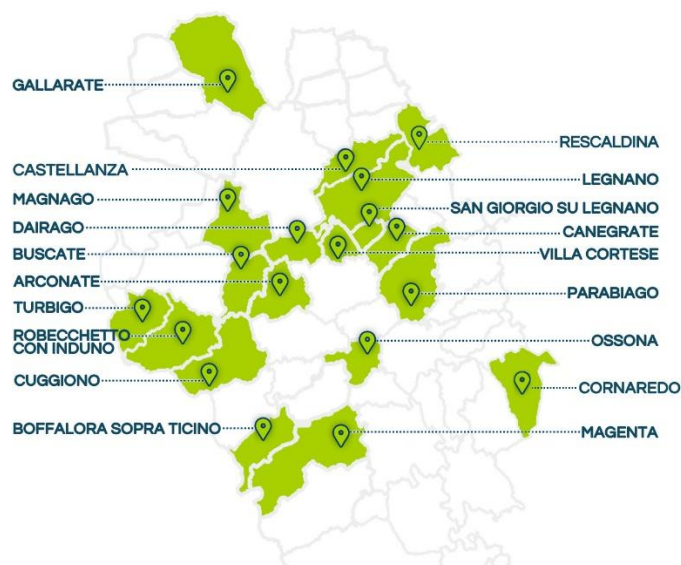 GALLARATE
CASTELLANZA
MAGNAGO
DAIRAGO
BUSCATE
ARCONATE
TURBIGO
ROBECCHETTO
CON INDUNO
CUGGIONO
BOFFALORA SOPRA TICINO
RESCALDINA
LEGNANO
SAN GIORGIO SU LEGNANO
CANEGRATE
VILLA CORTESE
PARABIAGO
OSSONA
CORNAREDO
MAGENTA